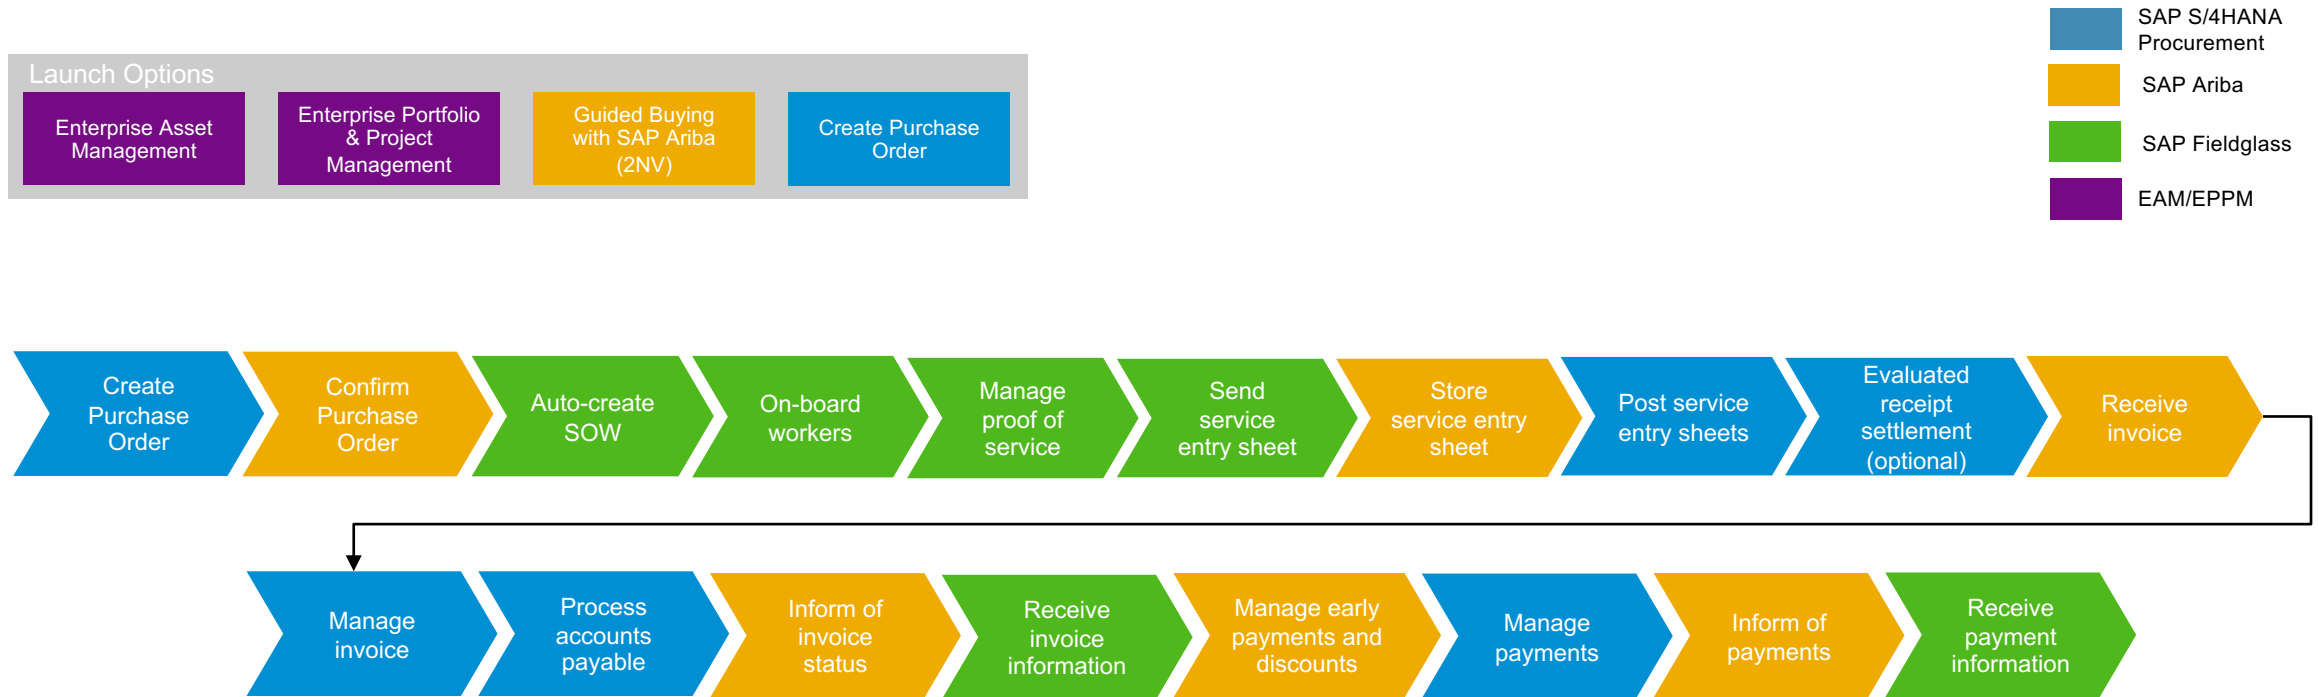 SAP S/4HANA
Procurement
SAP Ariba
SAP Fieldglass
EAM/EPPM
Launch Options
Enterprise Asset
Management
Enterprise Portfolio
& Project
Management
Guided Buying
with SAP Ariba
(2NV)
Create Purchase
Order
Create
Purchase
Order
Confirm
Purchase
Order
Auto-create
SOW
On-board
workers
Manage
proof of
service
Send
service
entry sheet
Store
service entry
sheet
Post service
entry sheets
Evaluated
receipt
settlement
(optional)
Receive
invoice
Manage
invoice
Process
accounts
payable
Inform of
invoice
status
Receive
invoice
information
Manage early
payments and
discounts
Manage
payments
Inform of
payments
Receive
payment
information